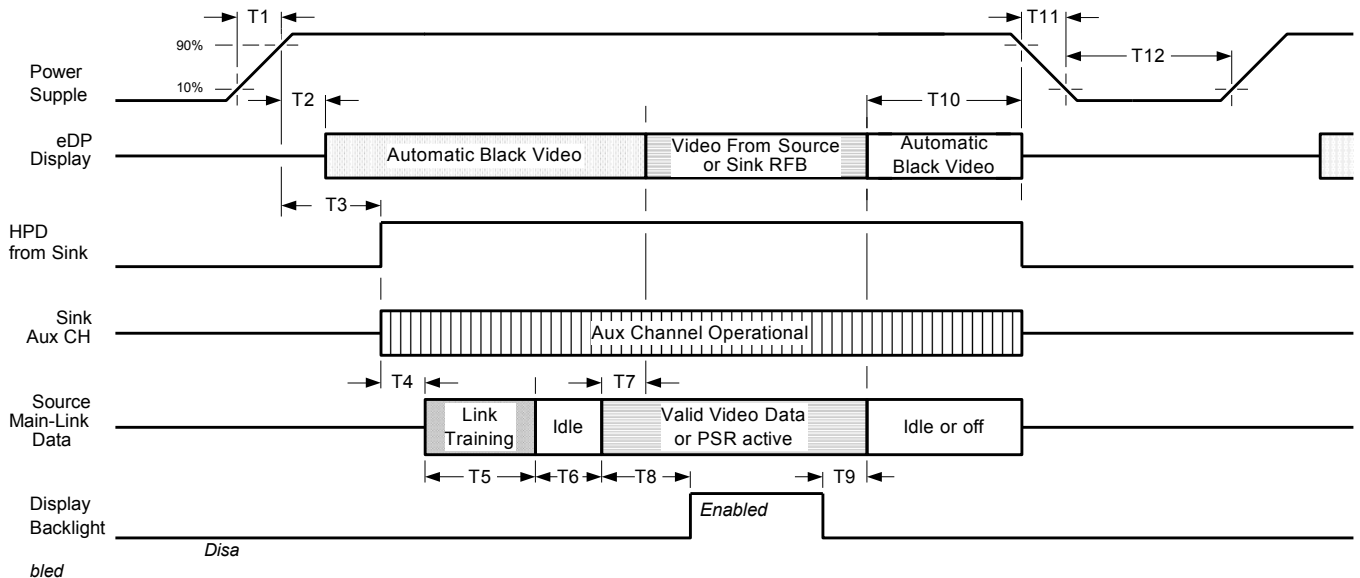 T1
T11
90%
T12
Power
Supple
10%
T2
T10
eDP
Display
Automatic Black Video
Video From Source
or Sink RFB
Automatic
Black Video
T3
HPD
from Sink
Sink
Aux CH
Aux Channel Operational
T4
T7
Source
Main-Link
Data
Link
Training
Idle
Valid Video Data
or PSR active
Idle or off
T5
T6
T8
T9
Display
Backlight
Enabled
Disa
bled